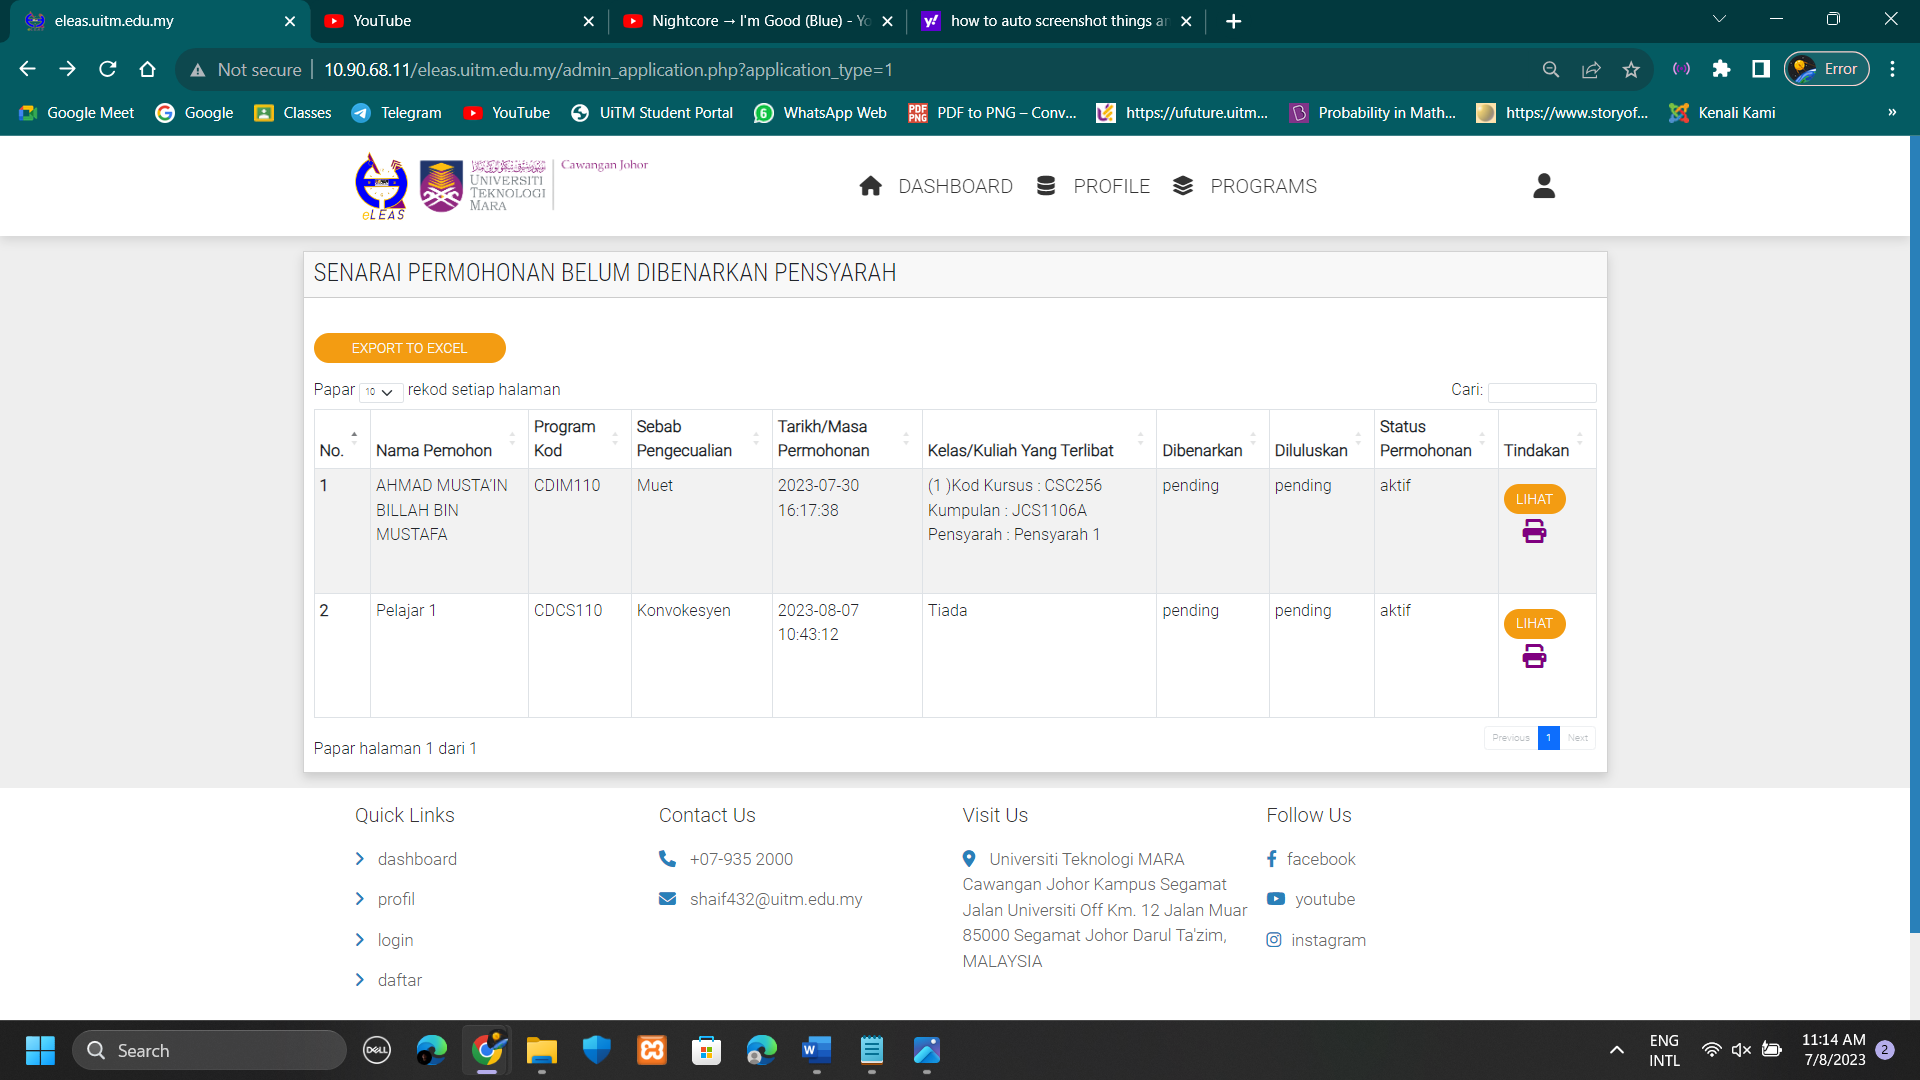 eleas.uitm.edu.my
YouTube
Nightcore → I'm Good (Blue) - Yo
how to auto screenshot things a
Not secure
10.90.68.11/eleas.uitm.edu.my/admin_application.php?application_type=1
Error
Google Meet
Google
Classes
Telegram
YouTube
UiTM Student Portal
WhatsApp Web
PDF to PNG – Conv...
https://ufuture.uitm...
Probability in Math...
https://www.storyof...
Kenali Kami
»
eLEAS
UNIVERSITI
TEKNOLOGI
MARA
Cawangan Johor
DASHBOARD
PROFILE
PROGRAMS
SENARAI PERMOHONAN BELUM DIBENARKAN PENSYARAH
EXPORT TO EXCEL
Papar 10 rekod setiap halaman
Cari:
No.
Nama Pemohon
Program
Kod
Sebab
Pengecualian
Tarikh/Masa
Permohonan
Kelas/Kuliah Yang Terlibat
Dibenarkan
Diluluskan
Status
Permohonan
Tindakan
1
AHMAD MUSTA'IN
BILLAH BIN
MUSTAFA
CDIM110
Muet
2023-07-30
16:17:38
(1 )Kod Kursus : CSC256
Kumpulan : JCS1106A
Pensyarah : Pensyarah 1
pending
pending
aktif
LIHAT
2
Pelajar 1
CDCS110
Konvokesyen
2023-08-07
10:43:12
Tiada
pending
pending
aktif
LIHAT
Papar halaman 1 dari 1
Previous
1
Next
Quick Links
dashboard
profil
login
daftar
Contact Us
+07-935 2000
shaif432@uitm.edu.my
Visit Us
Universiti Teknologi MARA
Cawangan Johor Kampus Segamat
Jalan Universiti Off Km. 12 Jalan Muar
85000 Segamat Johor Darul Ta'zim,
MALAYSIA
Follow Us
facebook
youtube
instagram
Search
DELL
ENG
INTL
11:14 AM
7/8/2023
2